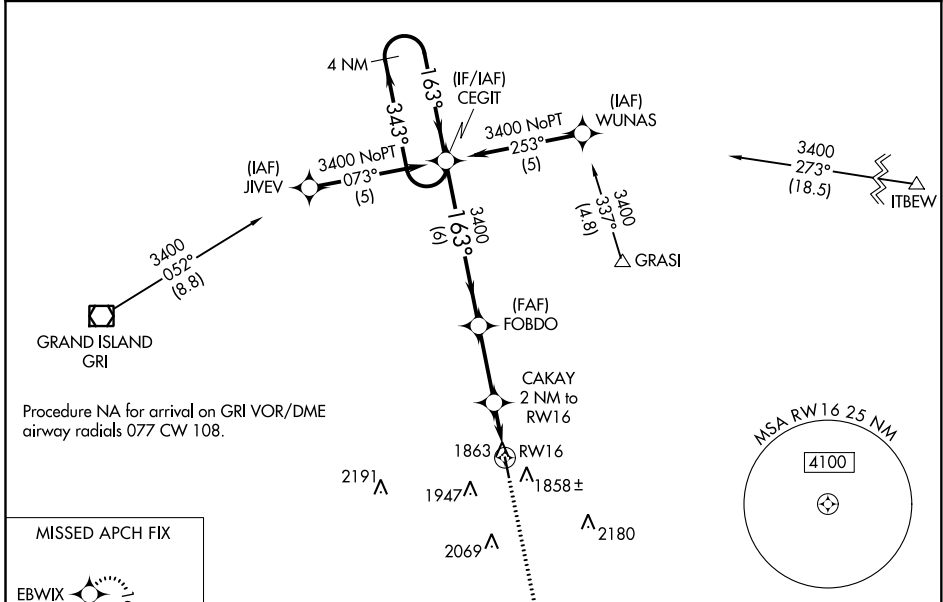 4 NM
163°
343°
(IF/IAF)
CEGIT
(IAF)
WUNAS
3400 NoPT
253°
(5)
3400 NoPT
073°
(5)
(IAF)
JIVEV
3400
273°
(18.5)
ITBEW
3400
337°
(4.8)
GRASI
3400
163°
(6)
3400
052°
(8.8)
GRAND ISLAND
GRI
(FAF)
FOBDO
CAKAY
2 NM to
RW16
Procedure NA for arrival on GRI VOR/DME
airway radials 077 CW 108.
1863
RW16
2191
1947
1858 ±
2069
2180
MSA RW16 25 NM
4100
MISSED APCH FIX
EBWIX